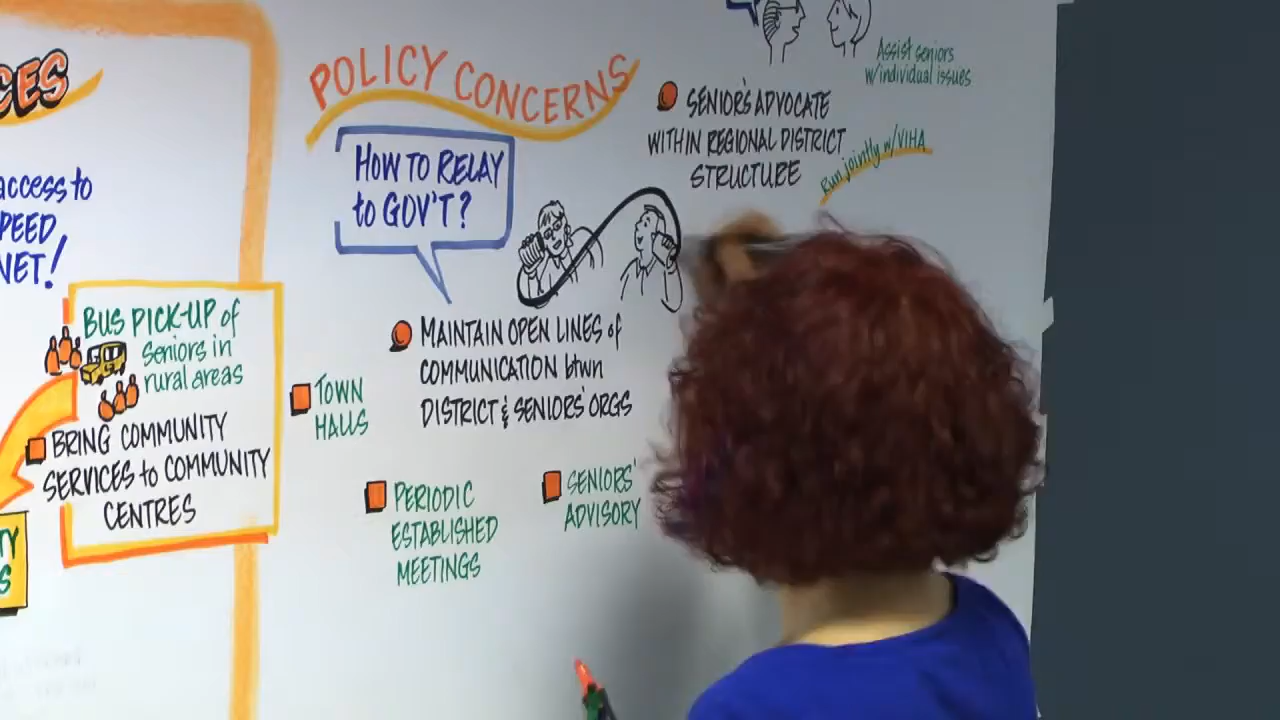 CES
access to
PEED
NET!
BUS PICK-UP of
seniors in
rural areas
BRING COMMUNITY
SERVICES to COMMUNITY
CENTRES
TY
S
POLICY CONCERNS
HOW TO RELAY
to GOV'T?
MAINTAIN OPEN LINES of
COMMUNICATION btwn
DISTRICT & SENIORS' ORGS
TOWN
HALLS
PERIODIC
ESTABLISHED
MEETINGS
SENIORS'
ADVISORY
Assist seniors
w/individual issues
SENIOR'S ADVOCATE
WITHIN REGIONAL DISTRICT
STRUCTURE
Run jointly w/VIHA